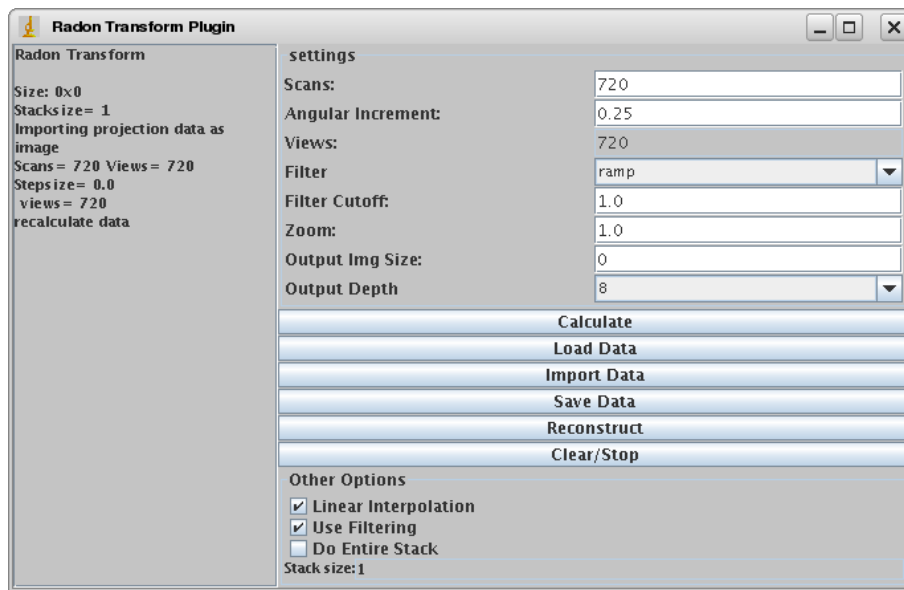 Radon Transform Plugin
Radon Transform
Size: 0x0
Stacksize= 1
Importing projection data as
image
Scans= 720 Views= 720
Stepsize= 0.0
views= 720
recalculate data
settings
Scans: 720
Angular Increment: 0.25
Views: 720
Filter ramp
Filter Cutoff: 1.0
Zoom: 1.0
Output Img Size: 0
Output Depth 8
Calculate
Load Data
Import Data
Save Data
Reconstruct
Clear/Stop
Other Options
Linear Interpolation
Use Filtering
Do Entire Stack
Stack size:1